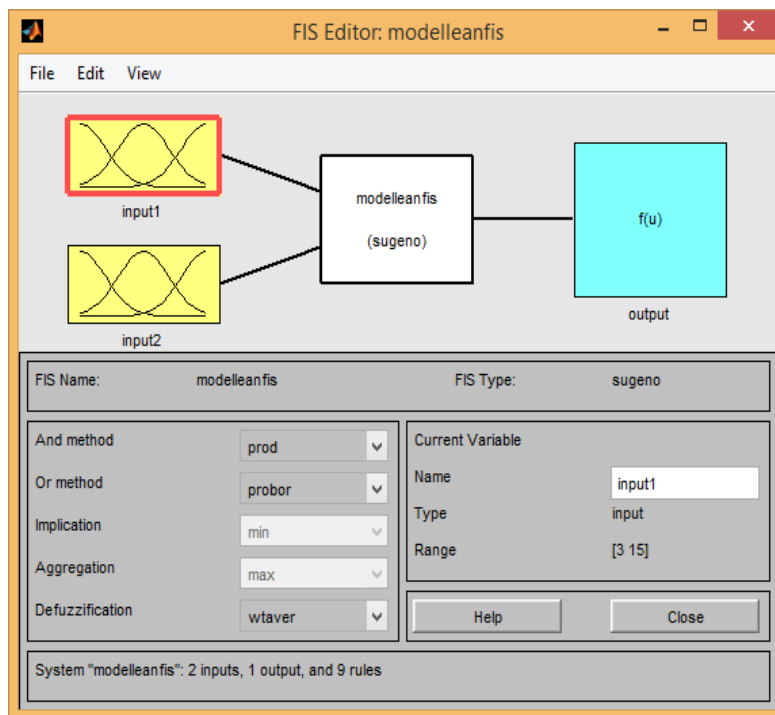 FIS Editor: modelleanfis
File Edit View
input1
input2
modelleanfis
(sugeno)
f(u)
output
FIS Name: modelleanfis FIS Type: sugeno
And method prod
Or method probor
Implication min
Aggregation max
Defuzzification wtaver
Current Variable
Name input1
Type input
Range [3 15]
Help Close
System "modelleanfis": 2 inputs, 1 output, and 9 rules